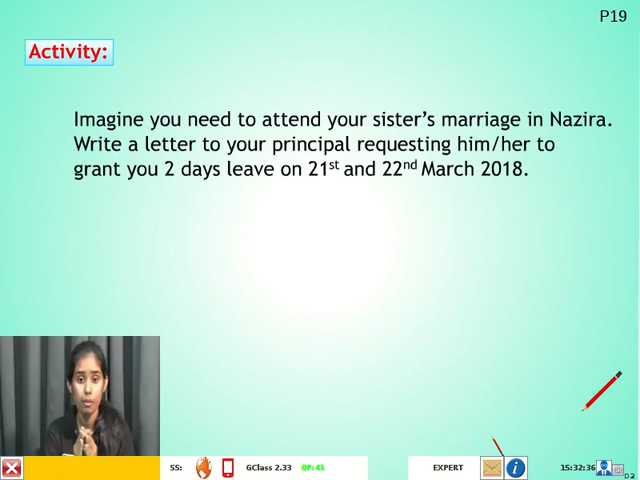 P19
Activity:
Imagine you need to attend your sister’s marriage in Nazira.
Write a letter to your principal requesting him/her to
grant you 2 days leave on 21st and 22nd March 2018.
SS: GClass 2.33 QP:41 EXPERT 15:32:36